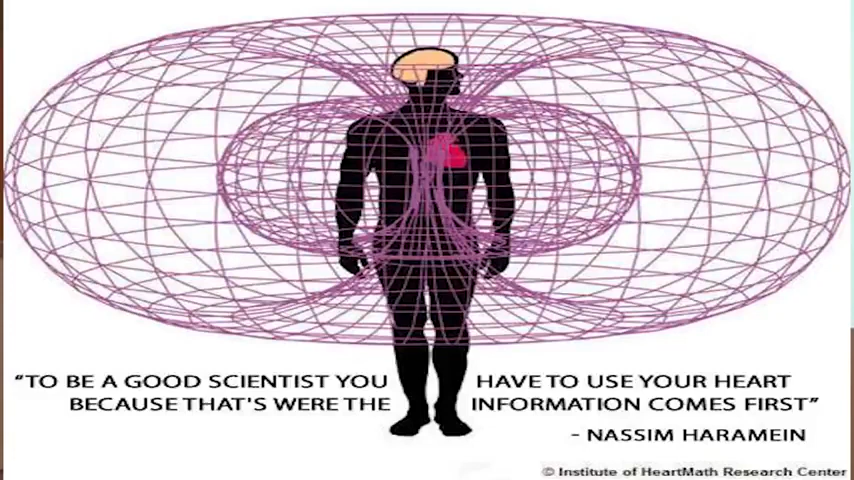 “TO BE A GOOD SCIENTIST YOU HAVE TO USE YOUR HEART
BECAUSE THAT'S WERE THE INFORMATION COMES FIRST”
- NASSIM HARAMEIN
© Institute of HeartMath Research Center